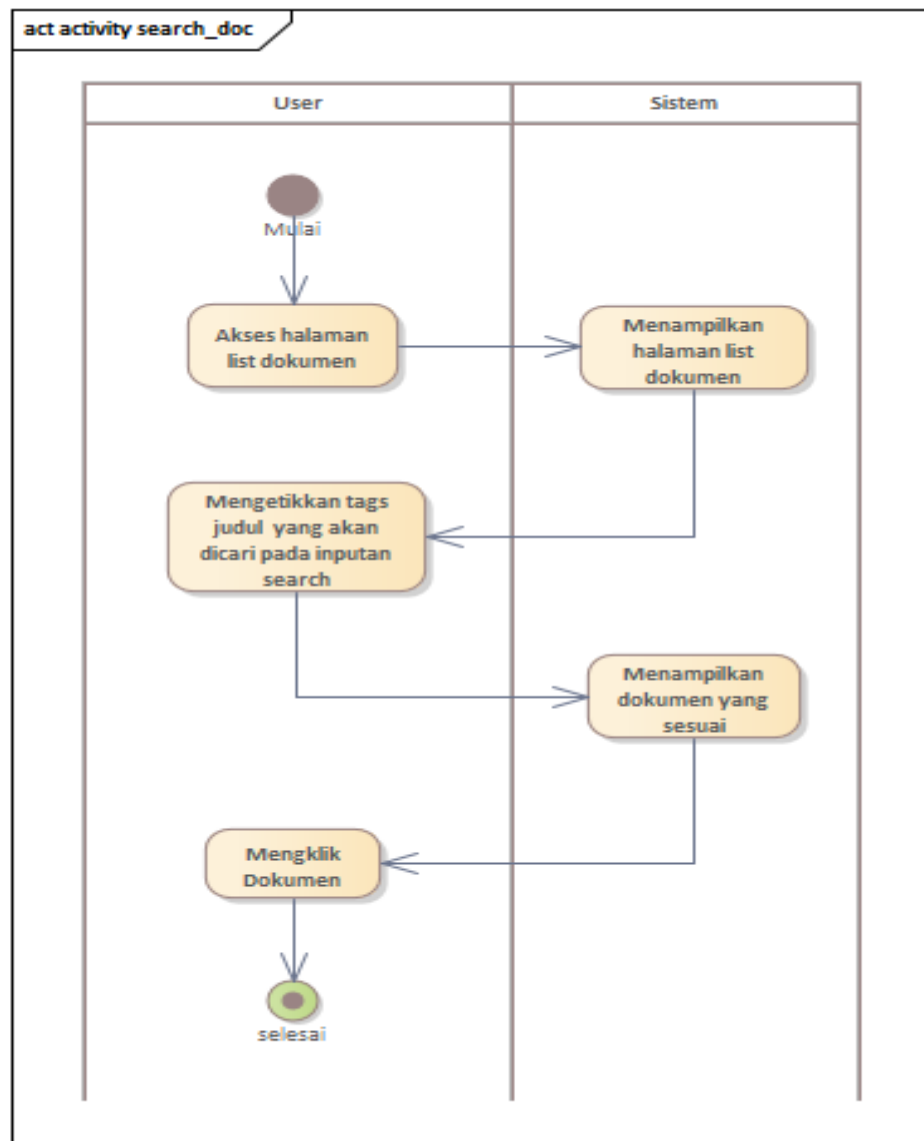 act activity search_doc
User
Sistem
Mulai
Akses halaman
list dokumen
Menampilkan
halaman list
dokumen
Mengetikkan tags
judul yang akan
dicari pada inputan
search
Menampilkan
dokumen yang
sesuai
Mengklik
Dokumen
selesai